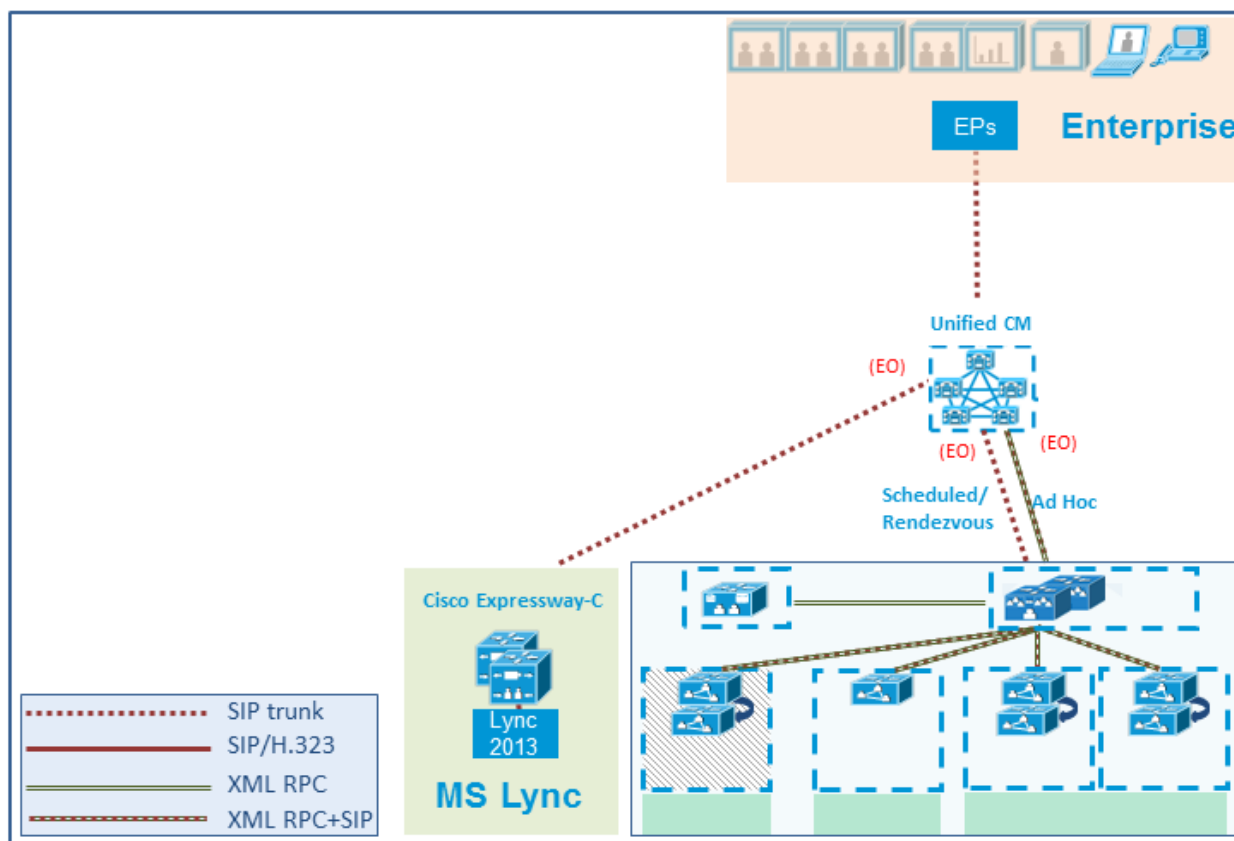 EPs
Enterprise
Unified CM
(EO)
(EO)
(EO)
Scheduled/
Rendezvous
Ad Hoc
Cisco Expressway-C
Lync
2013
MS Lync
SIP trunk
SIP/H.323
XML RPC
XML RPC+SIP